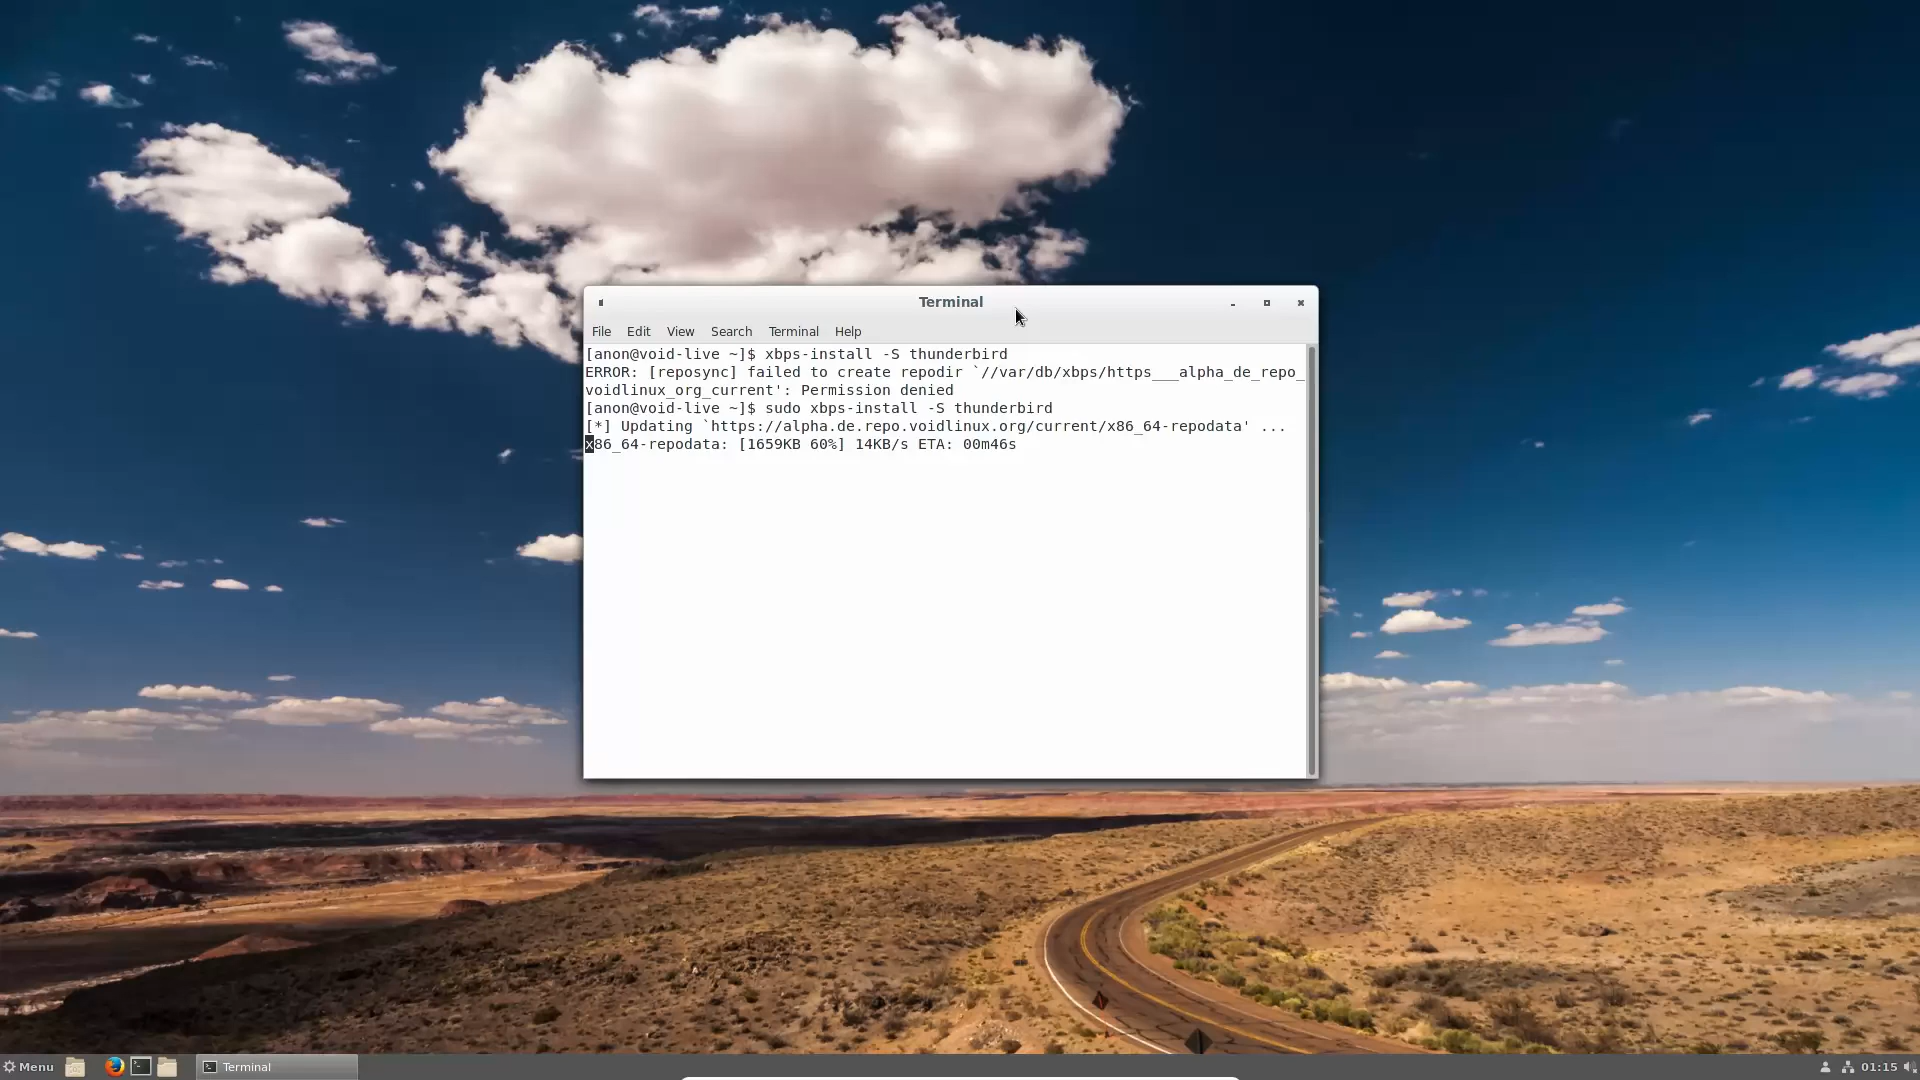 Terminal
File Edit View Search Terminal Help
[anon@void-live ~]$ xbps-install -S thunderbird
ERROR: [reposync] failed to create repodir `//var/db/xbps/https___alpha_de_repo_
voidlinux_org_current': Permission denied
[anon@void-live ~]$ sudo xbps-install -S thunderbird
[*] Updating `https://alpha.de.repo.voidlinux.org/current/x86_64-repodata' ...
x86_64-repodata: [1659KB 60%] 14KB/s ETA: 00m46s
Menu Terminal 01:15